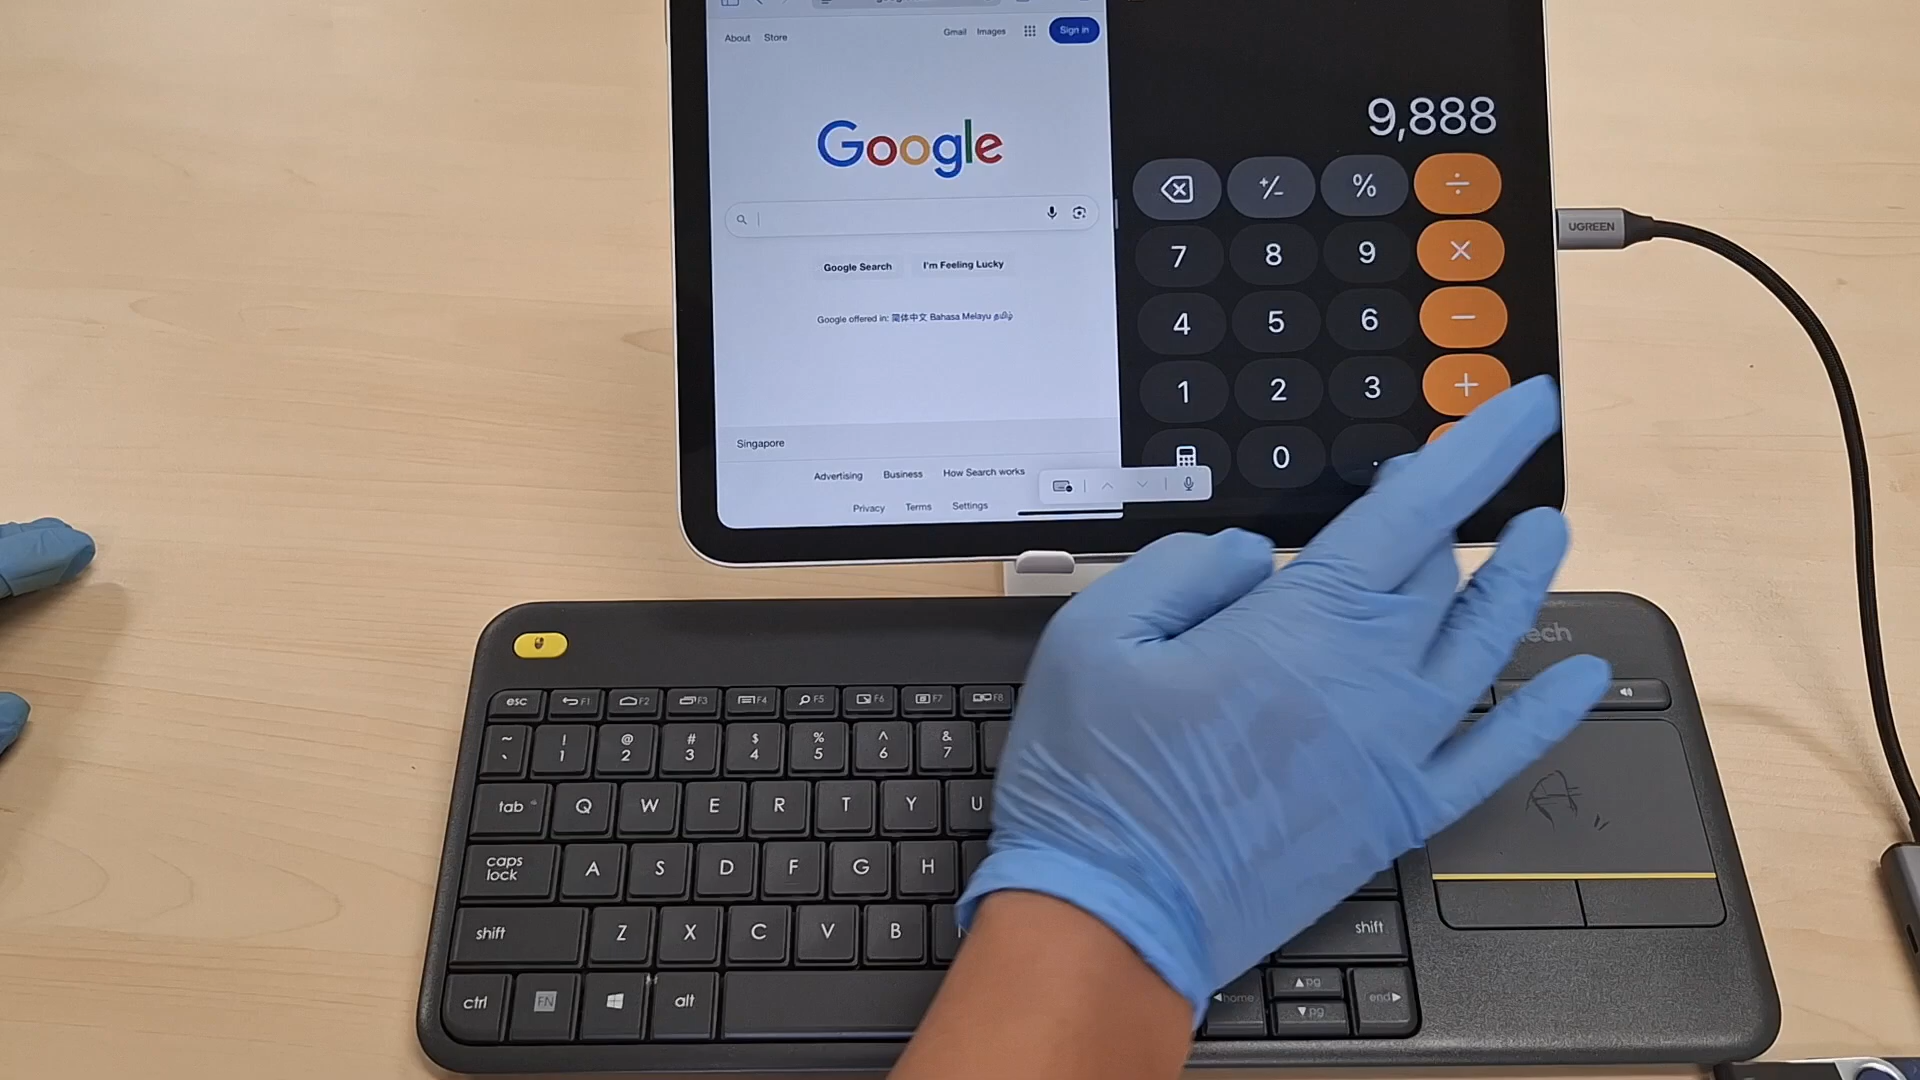 About Store Gmail Images Sign in
Google
Google Search I'm Feeling Lucky
Google offered in: 简体中文 Bahasa Melayu தமிழ்
Singapore
Advertising Business How Search works
Privacy Terms Settings
9,888
+/- % ÷
7 8 9 ×
4 5 6 −
1 2 3 +
0 .
UGREEN
tech
esc F1 F2 F3 F4 F5 F6 F7 F8
~ ! @ # $ % ^ &
` 1 2 3 4 5 6 7
tab Q W E R T Y U
caps lock A S D F G H
shift Z X C V B shift
ctrl FN alt home pg pg end